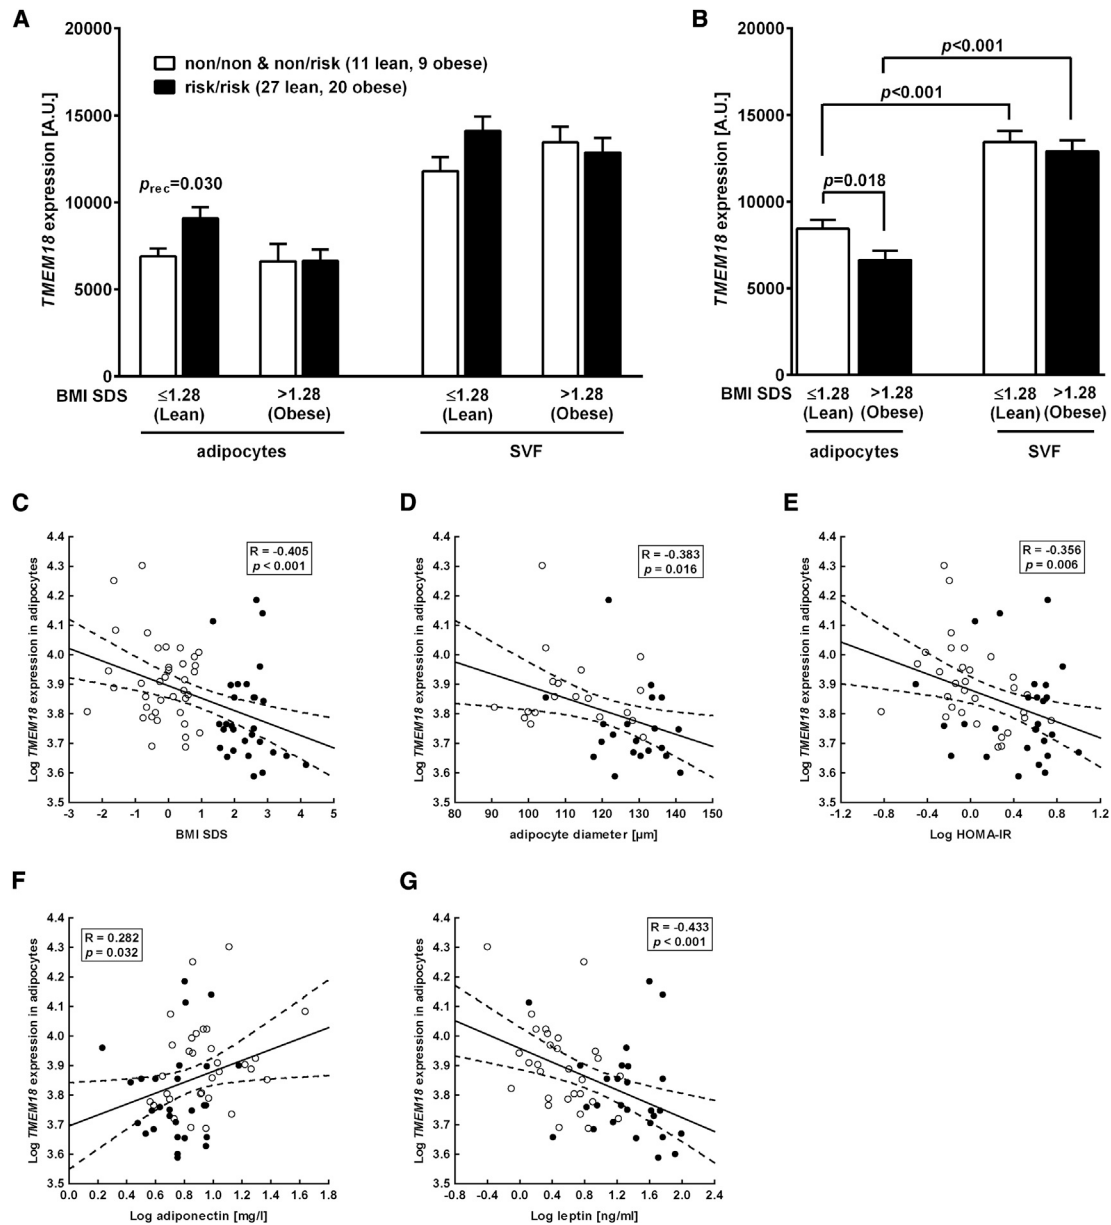 A
20000
15000
10000
5000
0
TMEM18 expression [A.U.]
non/non & non/risk (11 lean, 9 obese)
risk/risk (27 lean, 20 obese)
prec=0.030
BMI SDS
≤1.28 >1.28 ≤1.28 >1.28
(Lean) (Obese) (Lean) (Obese)
adipocytes SVF
B
20000
15000
10000
5000
0
TMEM18 expression [A.U.]
p<0.001
p<0.001
p=0.018
BMI SDS
≤1.28 >1.28 ≤1.28 >1.28
(Lean) (Obese) (Lean) (Obese)
adipocytes SVF
C
4.4
4.3
4.2
4.1
4.0
3.9
3.8
3.7
3.6
3.5
Log TMEM18 expression in adipocytes
R = -0.405
p < 0.001
-3 -2 -1 0 1 2 3 4 5
BMI SDS
D
4.4
4.3
4.2
4.1
4.0
3.9
3.8
3.7
3.6
3.5
Log TMEM18 expression in adipocytes
R = -0.383
p = 0.016
80 90 100 110 120 130 140 150
adipocyte diameter [µm]
E
4.4
4.3
4.2
4.1
4.0
3.9
3.8
3.7
3.6
3.5
Log TMEM18 expression in adipocytes
R = -0.356
p = 0.006
-1.2 -0.8 -0.4 0.0 0.4 0.8 1.2
Log HOMA-IR
F
4.4
4.3
4.2
4.1
4.0
3.9
3.8
3.7
3.6
3.5
Log TMEM18 expression in adipocytes
R = 0.282
p = 0.032
0.0 0.2 0.4 0.6 0.8 1.0 1.2 1.4 1.6 1.8
Log adiponectin [mg/l]
G
4.4
4.3
4.2
4.1
4.0
3.9
3.8
3.7
3.6
3.5
Log TMEM18 expression in adipocytes
R = -0.433
p < 0.001
-0.8 -0.4 0.0 0.4 0.8 1.2 1.6 2.0 2.4
Log leptin [ng/ml]